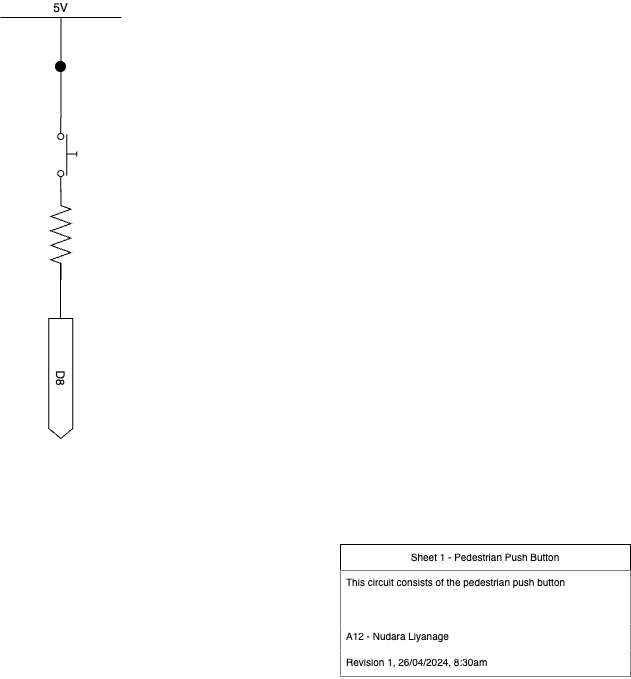 5V
D8
Sheet 1 - Pedestrian Push Button
This circuit consists of the pedestrian push button
A12 - Nudara Liyanage
Revision 1, 26/04/2024, 8:30am